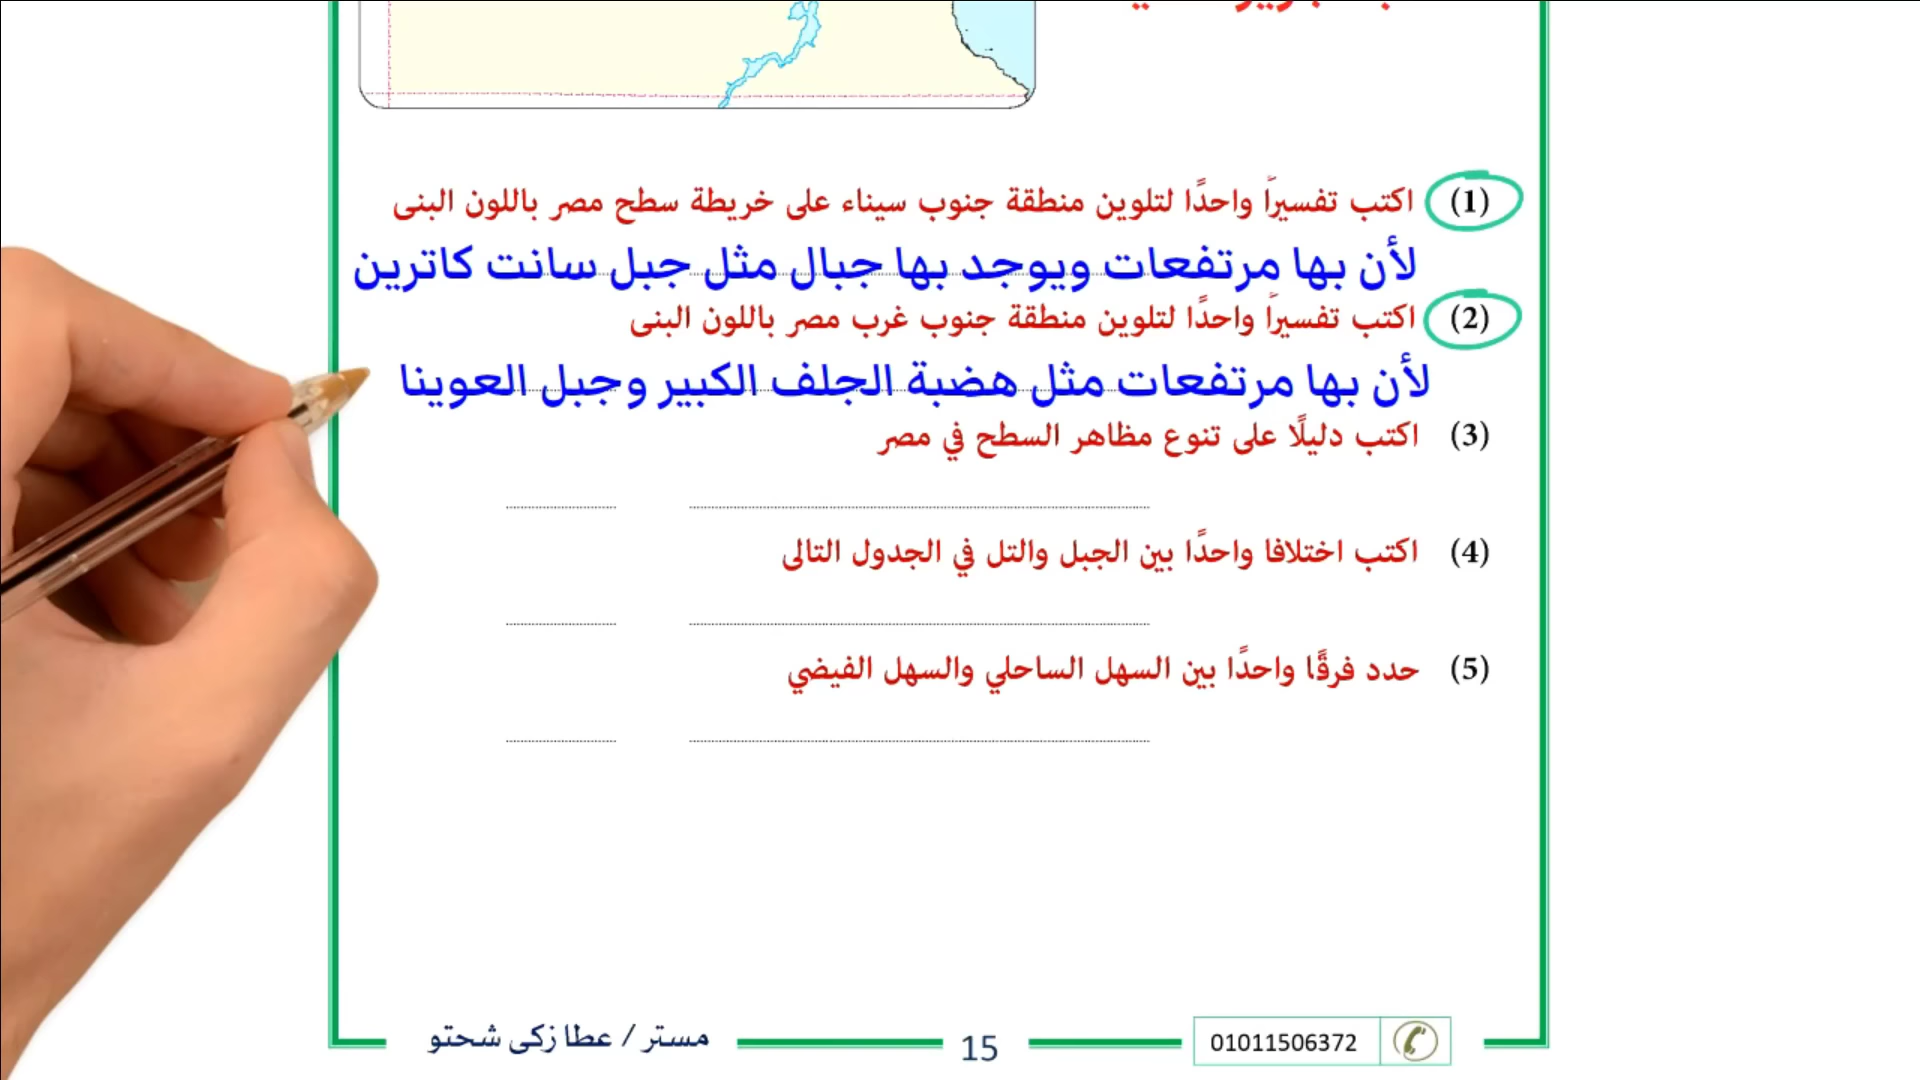 (1) اكتب تفسيرًا واحدًا لتلوين منطقة جنوب سيناء على خريطة سطح مصر باللون البنى
لأن بها مرتفعات ويوجد بها جبال مثل جبل سانت كاترين
(2) اكتب تفسيرًا واحدًا لتلوين منطقة جنوب غرب مصر باللون البنى
لأن بها مرتفعات مثل هضبة الجلف الكبير وجبل العوينا
(3) اكتب دليلًا على تنوع مظاهر السطح في مصر
(4) اكتب اختلافا واحدًا بين الجبل والتل في الجدول التالى
(5) حدد فرقًا واحدًا بين السهل الساحلي والسهل الفيضي
01011506372
15
مستر / عطا زكى شحتو